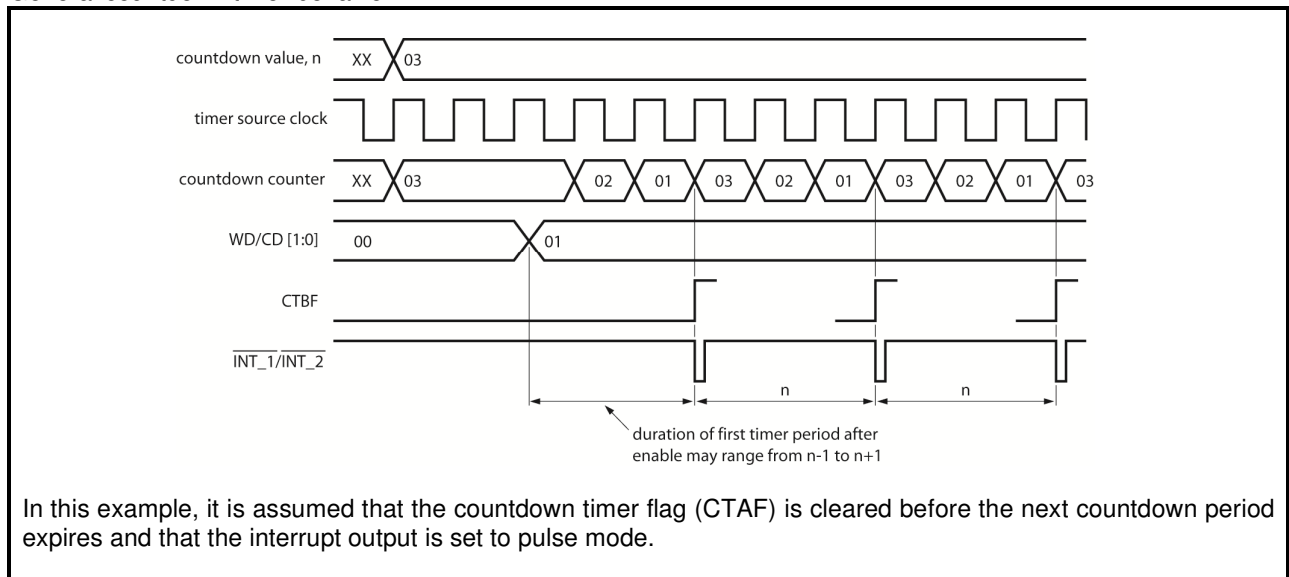 countdown value, n XX 03
timer source clock
countdown counter XX 03 02 01 03 02 01 03 02 01 03
WD/CD [1:0] 00 01
CTBF
INT_1/INT_2
n n
duration of first timer period after
enable may range from n-1 to n+1
In this example, it is assumed that the countdown timer flag (CTAF) is cleared before the next countdown period
expires and that the interrupt output is set to pulse mode.